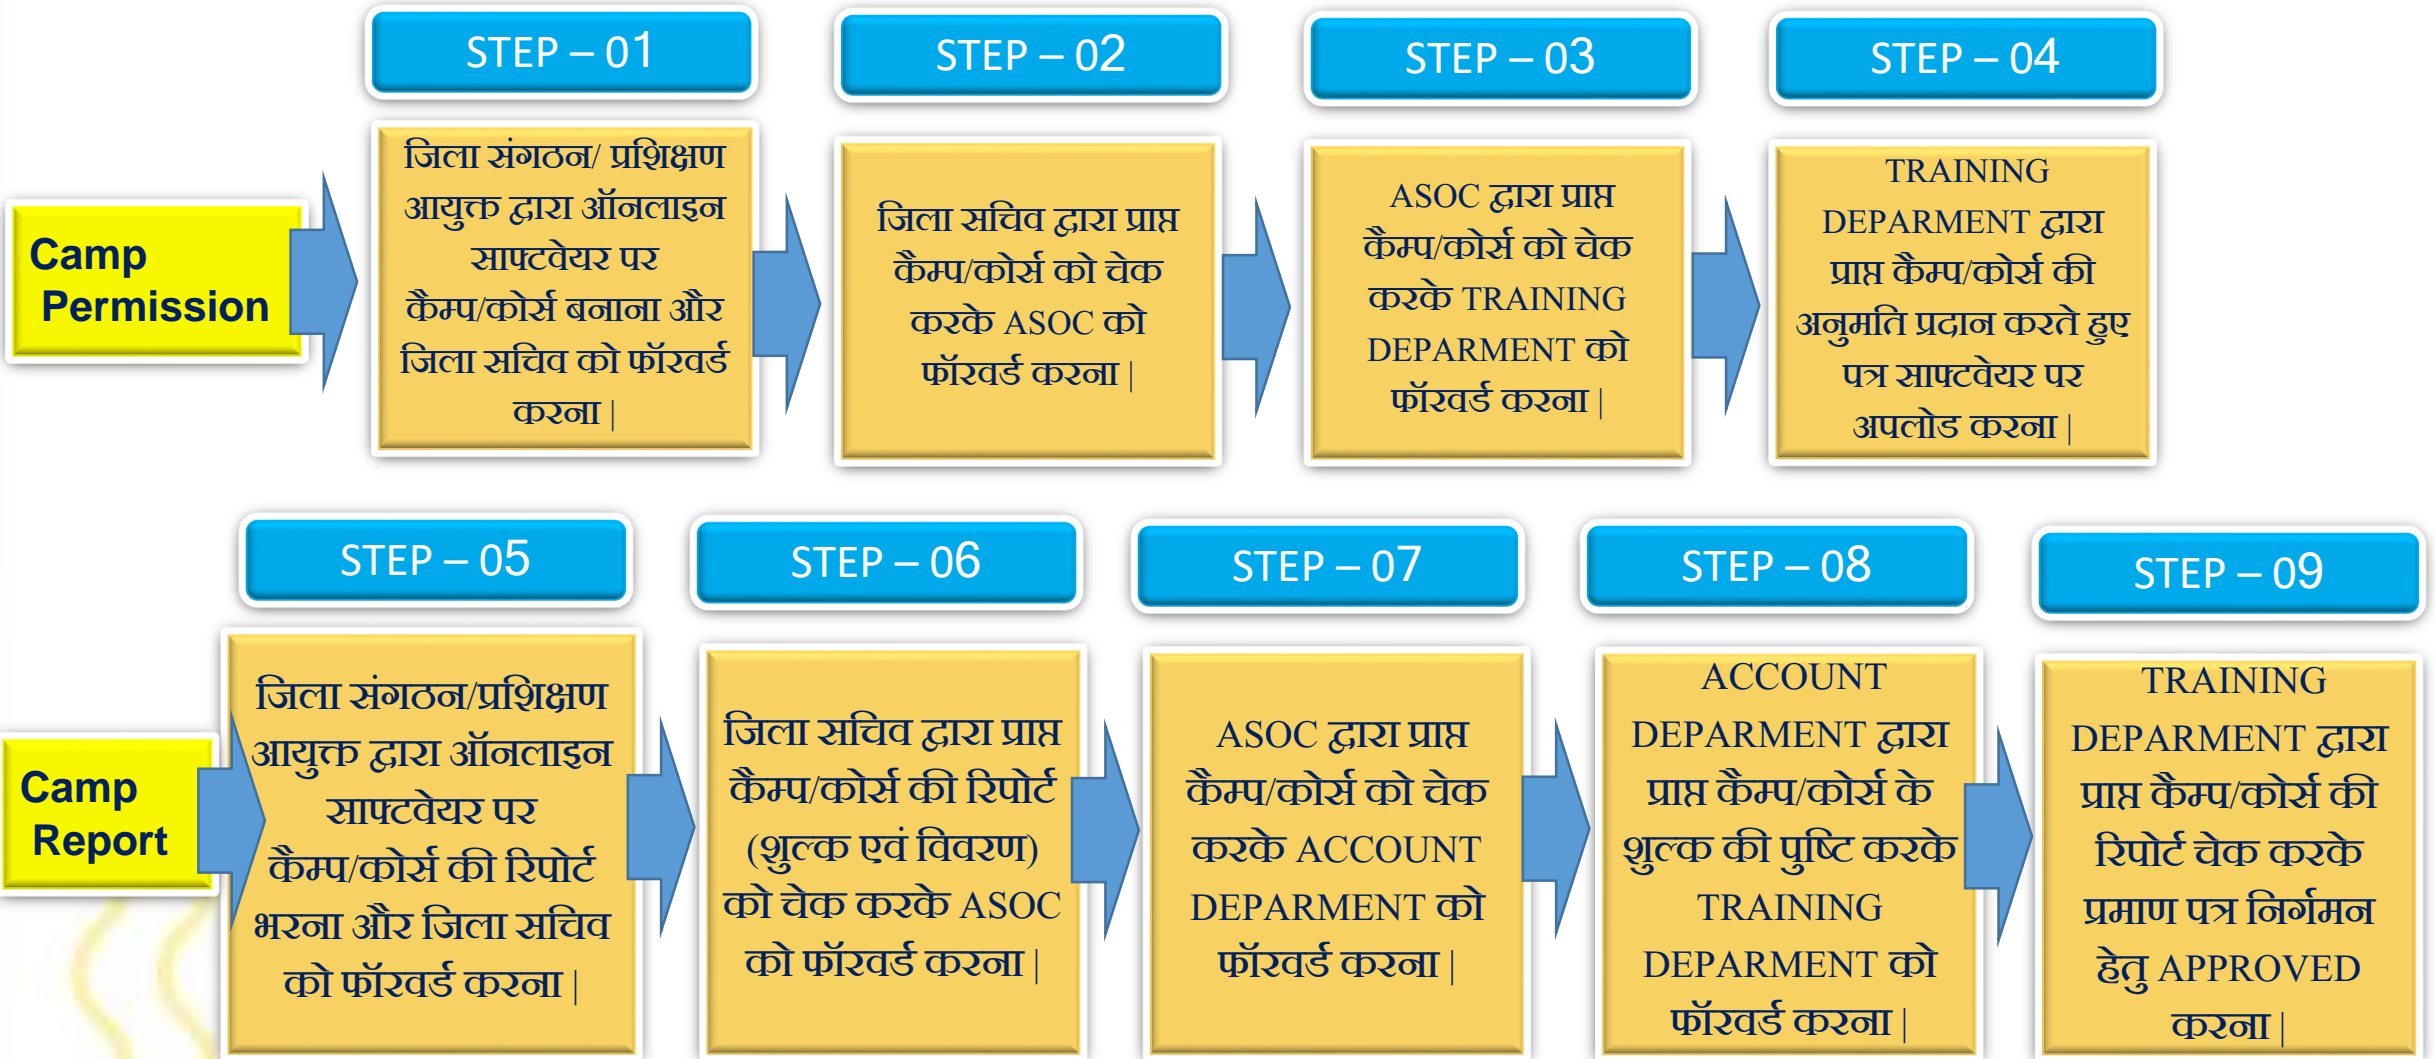 STEP – 01
STEP – 02
STEP – 03
STEP – 04
Camp
Permission
जिला संगठन/ प्रशिक्षण
आयुक्त द्वारा ऑनलाइन
साफ्टवेयर पर
कैम्प/कोर्स बनाना और
जिला सचिव को फॉरवर्ड
करना |
जिला सचिव द्वारा प्राप्त
कैम्प/कोर्स को चेक
करके ASOC को
फॉरवर्ड करना |
ASOC द्वारा प्राप्त
कैम्प/कोर्स को चेक
करके TRAINING
DEPARMENT को
फॉरवर्ड करना |
TRAINING
DEPARMENT द्वारा
प्राप्त कैम्प/कोर्स की
अनुमति प्रदान करते हुए
पत्र साफ्टवेयर पर
अपलोड करना |
STEP – 05
STEP – 06
STEP – 07
STEP – 08
STEP – 09
Camp
Report
जिला संगठन/प्रशिक्षण
आयुक्त द्वारा ऑनलाइन
साफ्टवेयर पर
कैम्प/कोर्स की रिपोर्ट
भरना और जिला सचिव
को फॉरवर्ड करना |
जिला सचिव द्वारा प्राप्त
कैम्प/कोर्स की रिपोर्ट
(शुल्क एवं विवरण)
को चेक करके ASOC
को फॉरवर्ड करना |
ASOC द्वारा प्राप्त
कैम्प/कोर्स को चेक
करके ACCOUNT
DEPARMENT को
फॉरवर्ड करना |
ACCOUNT
DEPARMENT द्वारा
प्राप्त कैम्प/कोर्स के
शुल्क की पुष्टि करके
TRAINING
DEPARMENT को
फॉरवर्ड करना |
TRAINING
DEPARMENT द्वारा
प्राप्त कैम्प/कोर्स की
रिपोर्ट चेक करके
प्रमाण पत्र निर्गमन
हेतु APPROVED
करना |